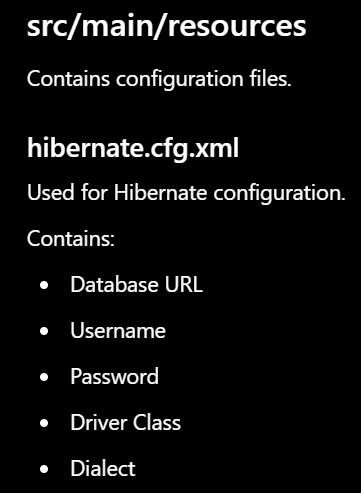 src/main/resources
Contains configuration files.
hibernate.cfg.xml
Used for Hibernate configuration.
Contains:
• Database URL
• Username
• Password
• Driver Class
• Dialect